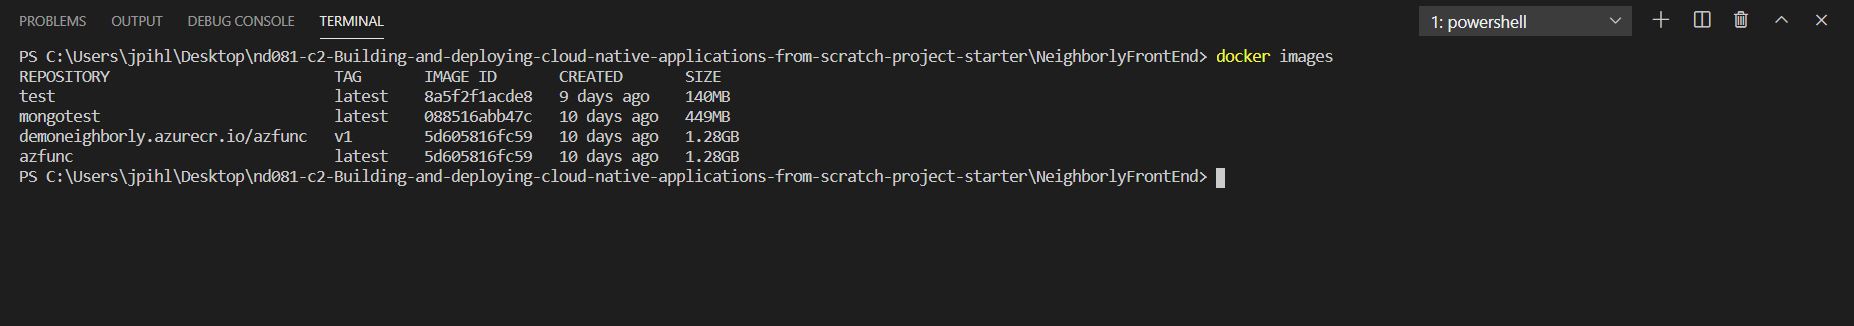 PROBLEMS OUTPUT DEBUG CONSOLE TERMINAL 1: powershell
PS C:\Users\jpihl\Desktop\nd081-c2-Building-and-deploying-cloud-native-applications-from-scratch-project-starter\NeighborlyFrontEnd> docker images
REPOSITORY TAG IMAGE ID CREATED SIZE
test latest 8a5f2f1acde8 9 days ago 140MB
mongotest latest 088516abb47c 10 days ago 449MB
demoneighborly.azurecr.io/azfunc v1 5d605816fc59 10 days ago 1.28GB
azfunc latest 5d605816fc59 10 days ago 1.28GB
PS C:\Users\jpihl\Desktop\nd081-c2-Building-and-deploying-cloud-native-applications-from-scratch-project-starter\NeighborlyFrontEnd>